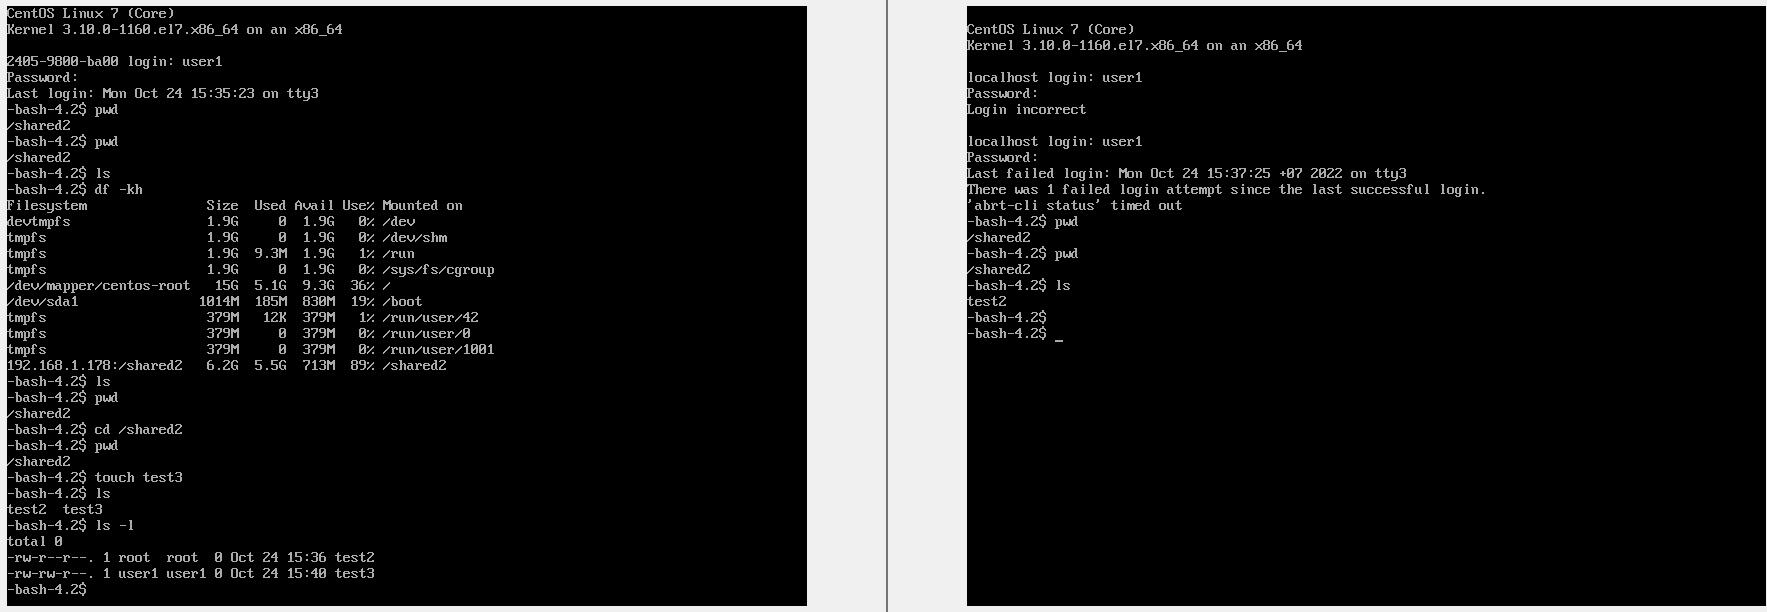 CentOS Linux 7 (Core)
Kernel 3.10.0-1160.el7.x86_64 on an x86_64
2405-9800-ba00 login: user1
Password:
Last login: Mon Oct 24 15:35:23 on tty3
-bash-4.2$ pwd
/shared2
-bash-4.2$ pwd
/shared2
-bash-4.2$ ls
-bash-4.2$ df -kh
Filesystem Size Used Avail Use% Mounted on
devtmpfs 1.9G 0 1.9G 0% /dev
tmpfs 1.9G 0 1.9G 0% /dev/shm
tmpfs 1.9G 9.3M 1.9G 1% /run
tmpfs 1.9G 0 1.9G 0% /sys/fs/cgroup
/dev/mapper/centos-root 15G 5.1G 9.3G 36% /
/dev/sda1 1014M 185M 830M 19% /boot
tmpfs 379M 12K 379M 1% /run/user/42
tmpfs 379M 0 379M 0% /run/user/0
tmpfs 379M 0 379M 0% /run/user/1001
192.168.1.178:/shared2 6.2G 5.5G 713M 89% /shared2
-bash-4.2$ ls
-bash-4.2$ pwd
/shared2
-bash-4.2$ cd /shared2
-bash-4.2$ pwd
/shared2
-bash-4.2$ touch test3
-bash-4.2$ ls
test2 test3
-bash-4.2$ ls -l
total 0
-rw-r--r--. 1 root root 0 Oct 24 15:36 test2
-rw-rw-r--. 1 user1 user1 0 Oct 24 15:40 test3
-bash-4.2$
CentOS Linux 7 (Core)
Kernel 3.10.0-1160.el7.x86_64 on an x86_64
localhost login: user1
Password:
Login incorrect
localhost login: user1
Password:
Last failed login: Mon Oct 24 15:37:25 +07 2022 on tty3
There was 1 failed login attempt since the last successful login.
'abrt-cli status' timed out
-bash-4.2$ pwd
/shared2
-bash-4.2$ pwd
/shared2
-bash-4.2$ ls
test2
-bash-4.2$
-bash-4.2$ _